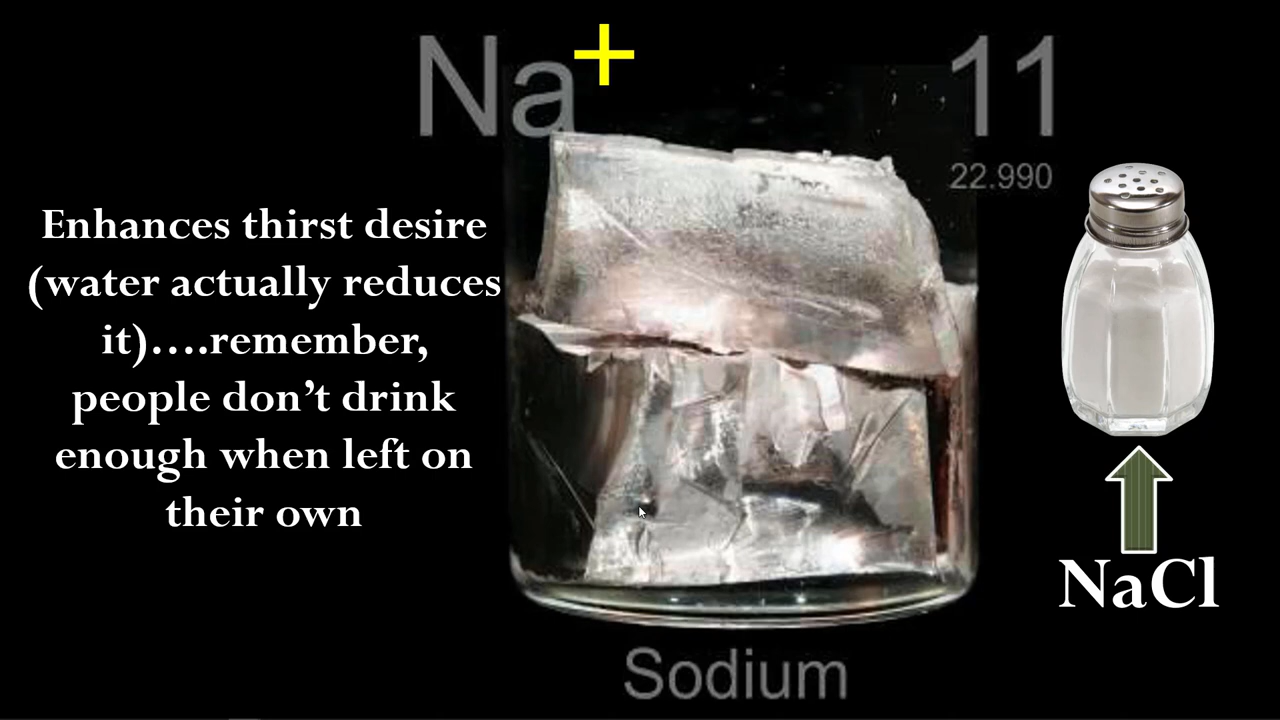 Na+
11
22.990
Enhances thirst desire
(water actually reduces
it)….remember,
people don’t drink
enough when left on
their own
NaCl
Sodium